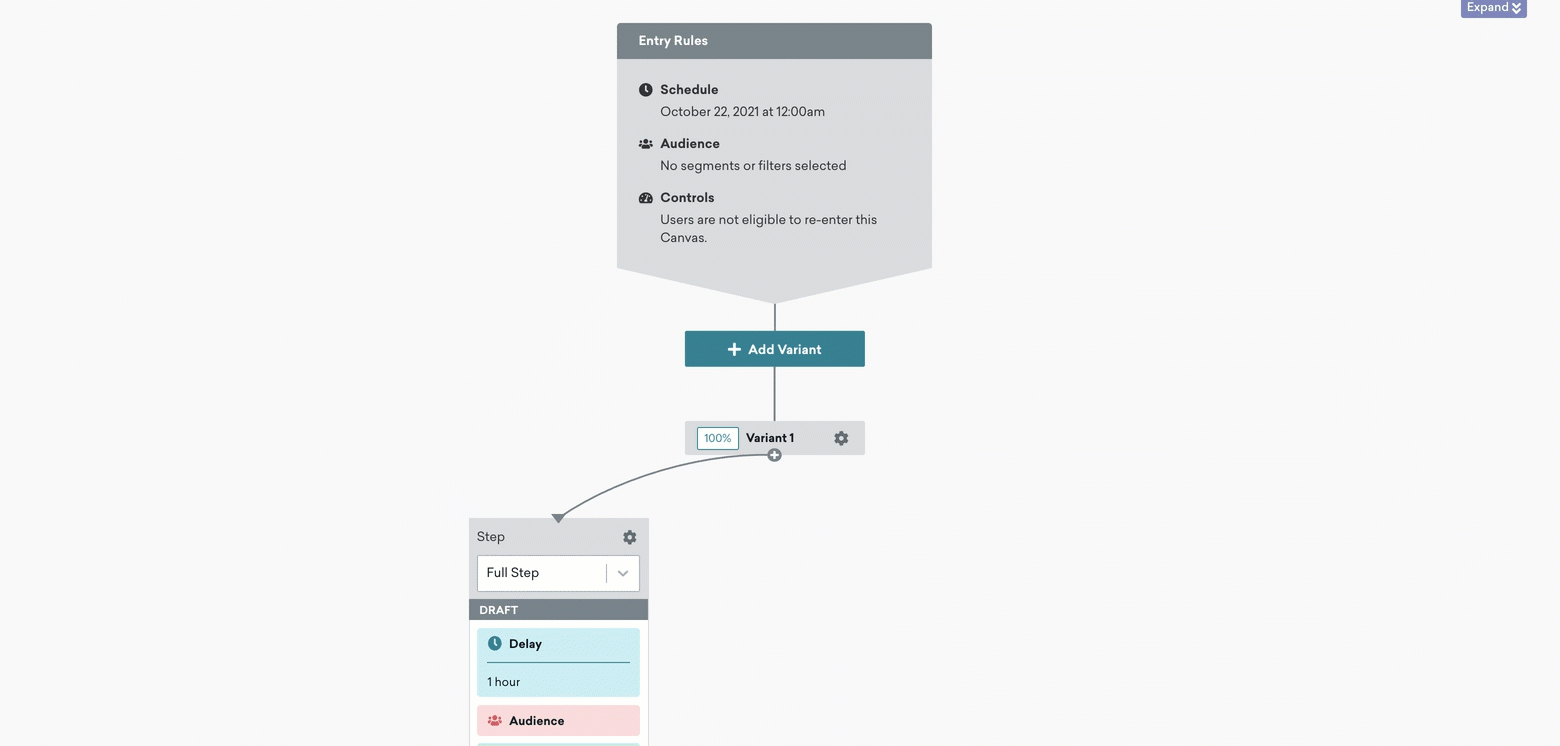 Expand
Entry Rules
Schedule
October 22, 2021 at 12:00am
Audience
No segments or filters selected
Controls
Users are not eligible to re-enter this
Canvas.
Add Variant
100% Variant 1
Step
Full Step
DRAFT
Delay
1 hour
Audience